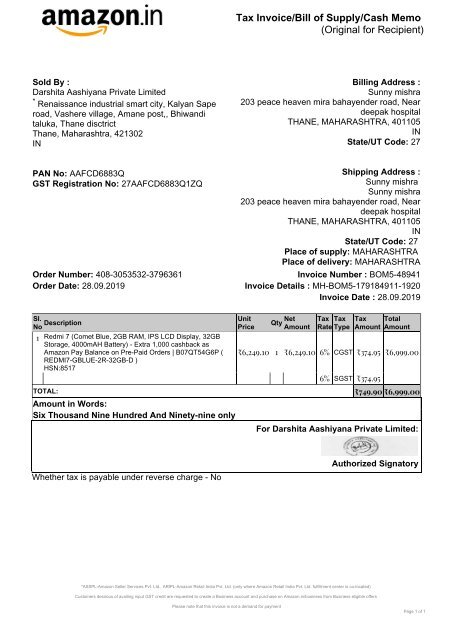 amazon.in
Tax Invoice/Bill of Supply/Cash Memo
(Original for Recipient)
Sold By :
Darshita Aashiyana Private Limited
* Renaissance industrial smart city, Kalyan Sape
road, Vashere village, Amane post,, Bhiwandi
taluka, Thane disctrict
Thane, Maharashtra, 421302
IN
Billing Address :
Sunny mishra
203 peace heaven mira bahayender road, Near
deepak hospital
THANE, MAHARASHTRA, 401105
IN
State/UT Code: 27
PAN No: AAFCD6883Q
GST Registration No: 27AAFCD6883Q1ZQ
Shipping Address :
Sunny mishra
Sunny mishra
203 peace heaven mira bahayender road, Near
deepak hospital
THANE, MAHARASHTRA, 401105
IN
State/UT Code: 27
Place of supply: MAHARASHTRA
Place of delivery: MAHARASHTRA
Order Number: 408-3053532-3796361
Order Date: 28.09.2019
Invoice Number : BOM5-48941
Invoice Details : MH-BOM5-179184911-1920
Invoice Date : 28.09.2019
Sl. No Description Unit Price Qty Net Amount Tax Rate Tax Type Tax Amount Total Amount
1 Redmi 7 (Comet Blue, 2GB RAM, IPS LCD Display, 32GB
Storage, 4000mAH Battery) - Extra 1,000 cashback as
Amazon Pay Balance on Pre-Paid Orders | B07QT54G6P ( ₹6,249.10 1 ₹6,249.10 6% CGST ₹374.95 ₹6,999.00
REDMI7-GBLUE-2R-32GB-D )
HSN:8517
6% SGST ₹374.95
TOTAL: ₹749.90 ₹6,999.00
Amount in Words:
Six Thousand Nine Hundred And Ninety-nine only
For Darshita Aashiyana Private Limited:
Authorized Signatory
Whether tax is payable under reverse charge - No
*ASSPL-Amazon Seller Services Pvt. Ltd., ARIPL-Amazon Retail India Pvt. Ltd. (only where Amazon Retail India Pvt. Ltd. fulfillment center is co-located)
Customers desirous of availing input GST credit are requested to create a Business account and purchase on Amazon.in/business from Business eligible offers
Please note that this invoice is not a demand for payment
Page 1 of 1